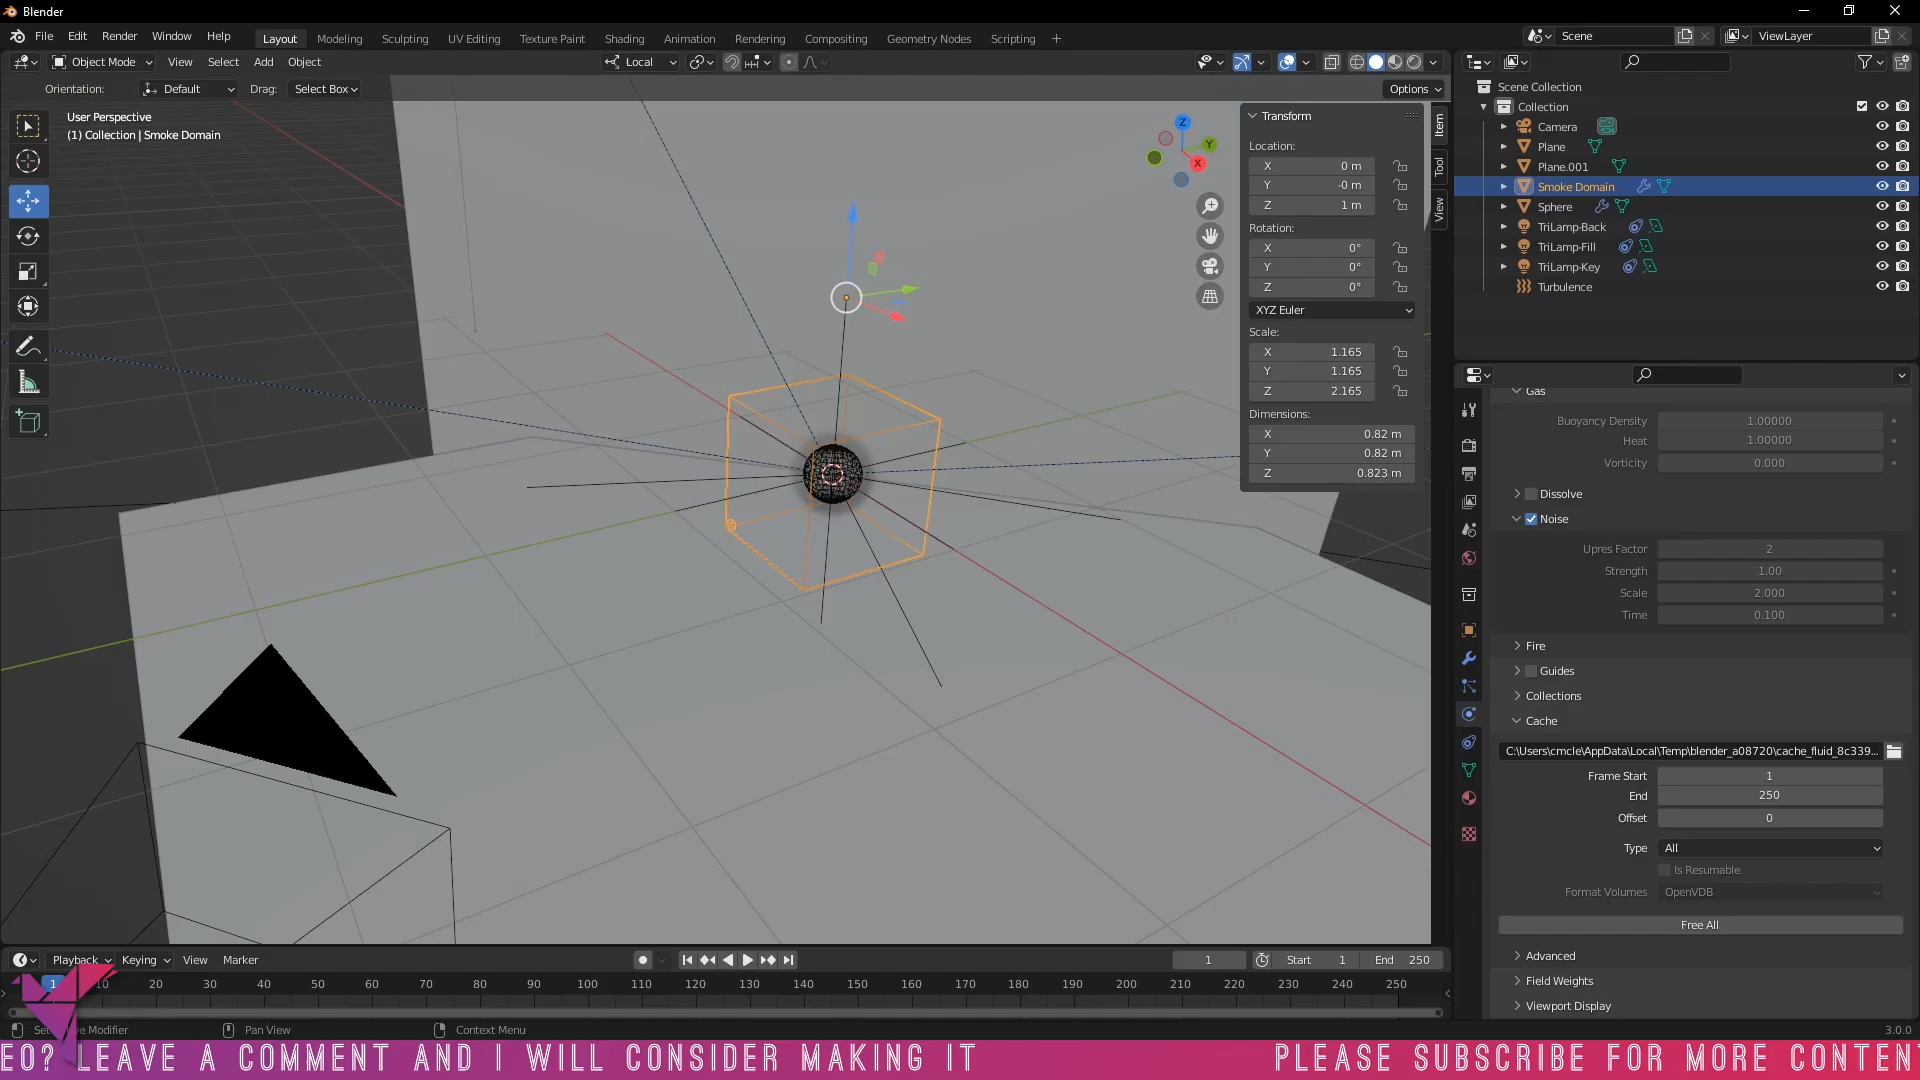 Blender
File Edit Render Window Help Layout Modeling Sculpting UV Editing Texture Paint Shading Animation Rendering Compositing Geometry Nodes Scripting + Scene ViewLayer
Object Mode View Select Add Object Local
Orientation: Default Drag: Select Box Options
User Perspective
(1) Collection | Smoke Domain
Z
Y
X
Transform
Location:
X 0 m
Y -0 m
Z 1 m
Rotation:
X 0°
Y 0°
Z 0°
XYZ Euler
Scale:
X 1.165
Y 1.165
Z 2.165
Dimensions:
X 0.82 m
Y 0.82 m
Z 0.823 m
Item
Tool
View
Scene Collection
Collection
Camera
Plane
Plane.001
Smoke Domain
Sphere
TriLamp-Back
TriLamp-Fill
TriLamp-Key
Turbulence
Gas
Buoyancy Density 1.00000
Heat 1.00000
Vorticity 0.000
Dissolve
Noise
Upres Factor 2
Strength 1.00
Scale 2.000
Time 0.100
Fire
Guides
Collections
Cache
C:\Users\cmcle\AppData\Local\Temp\blender_a08720\cache_fluid_8c339...
Frame Start 1
End 250
Offset 0
Type All
Is Resumable
Format Volumes OpenVDB
Free All
Advanced
Field Weights
Viewport Display
Playback Keying View Marker 1 Start 1 End 250
1 10 20 30 40 50 60 70 80 90 100 110 120 130 140 150 160 170 180 190 200 210 220 230 240 250
Modifier Pan View Context Menu 3.0.0
EO? LEAVE A COMMENT AND I WILL CONSIDER MAKING IT PLEASE SUBSCRIBE FOR MORE CONTEN